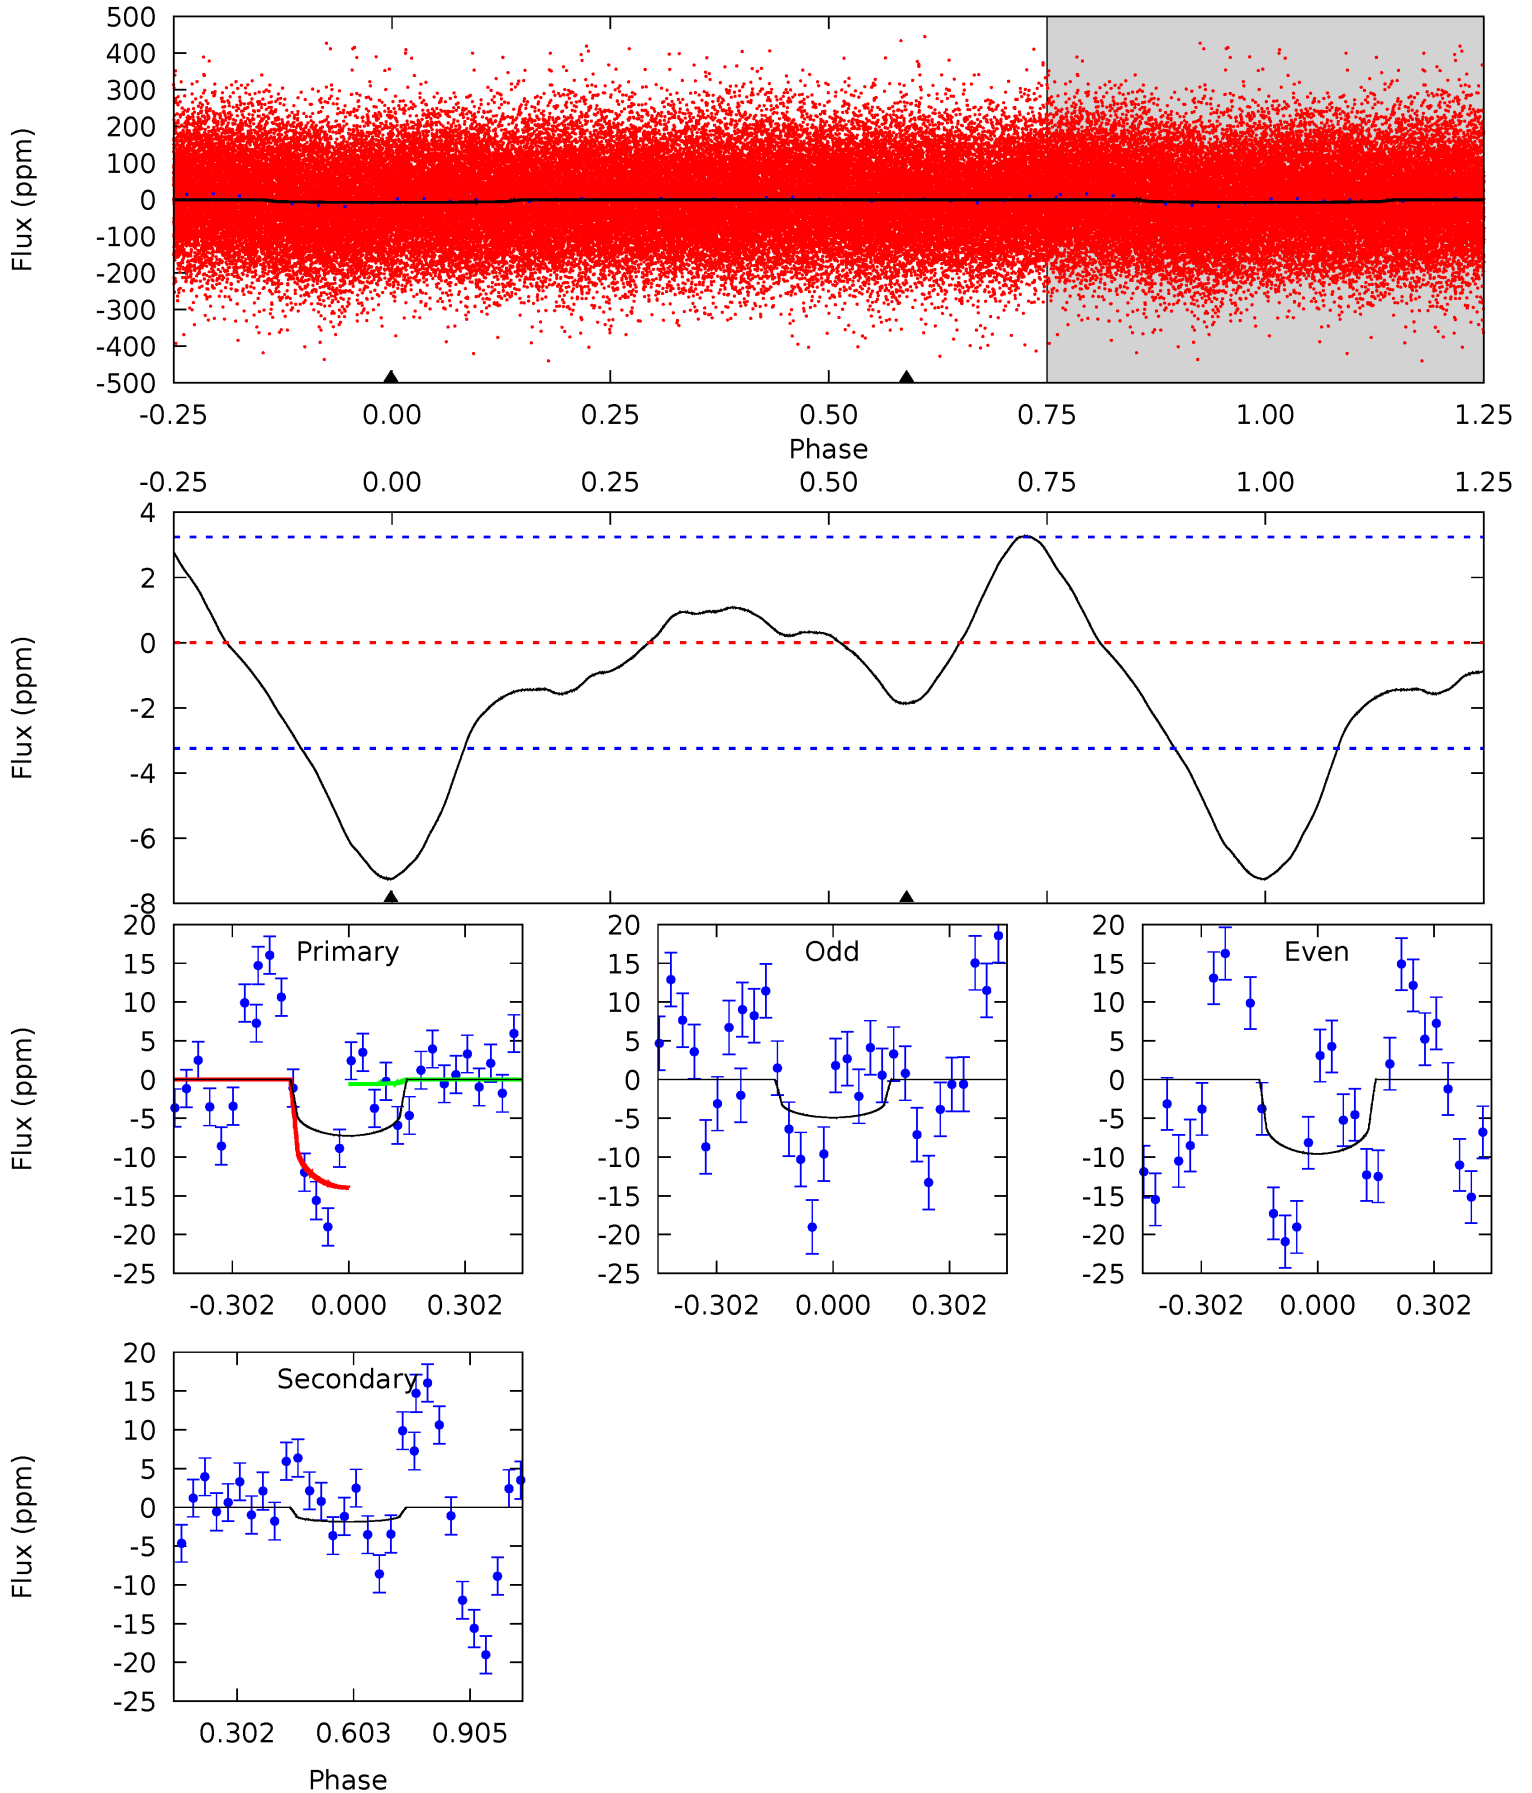 500
400
300
200
100
0
-100
-200
-300
-400
-500
Flux (ppm)
-0.25 0.00 0.25 0.50 0.75 1.00 1.25
Phase
-0.25 0.00 0.25 0.50 0.75 1.00 1.25
4
2
0
-2
-4
-6
-8
Flux (ppm)
Primary Odd Even
20 20 20
15 15 15
10 10 10
5 5 5
0 0 0
-5 -5 -5
-10 -10 -10
-15 -15 -15
-20 -20 -20
-25 -25 -25
Flux (ppm)
-0.302 0.000 0.302 -0.302 0.000 0.302 -0.302 0.000 0.302
Secondary
20
15
10
5
0
-5
-10
-15
-20
-25
Flux (ppm)
0.302 0.603 0.905
Phase